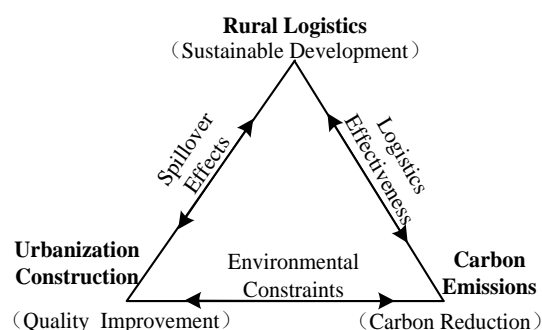 Rural Logistics
（Sustainable Development）
Spillover
Effects
Logistics
Effectiveness
Urbanization
Construction
（Quality Improvement）
Environmental
Constraints
Carbon
Emissions
（Carbon Reduction）